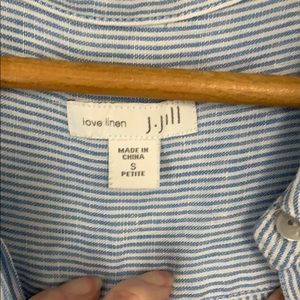 love linen J.Jill
MADE IN
CHINA
S
PETITE